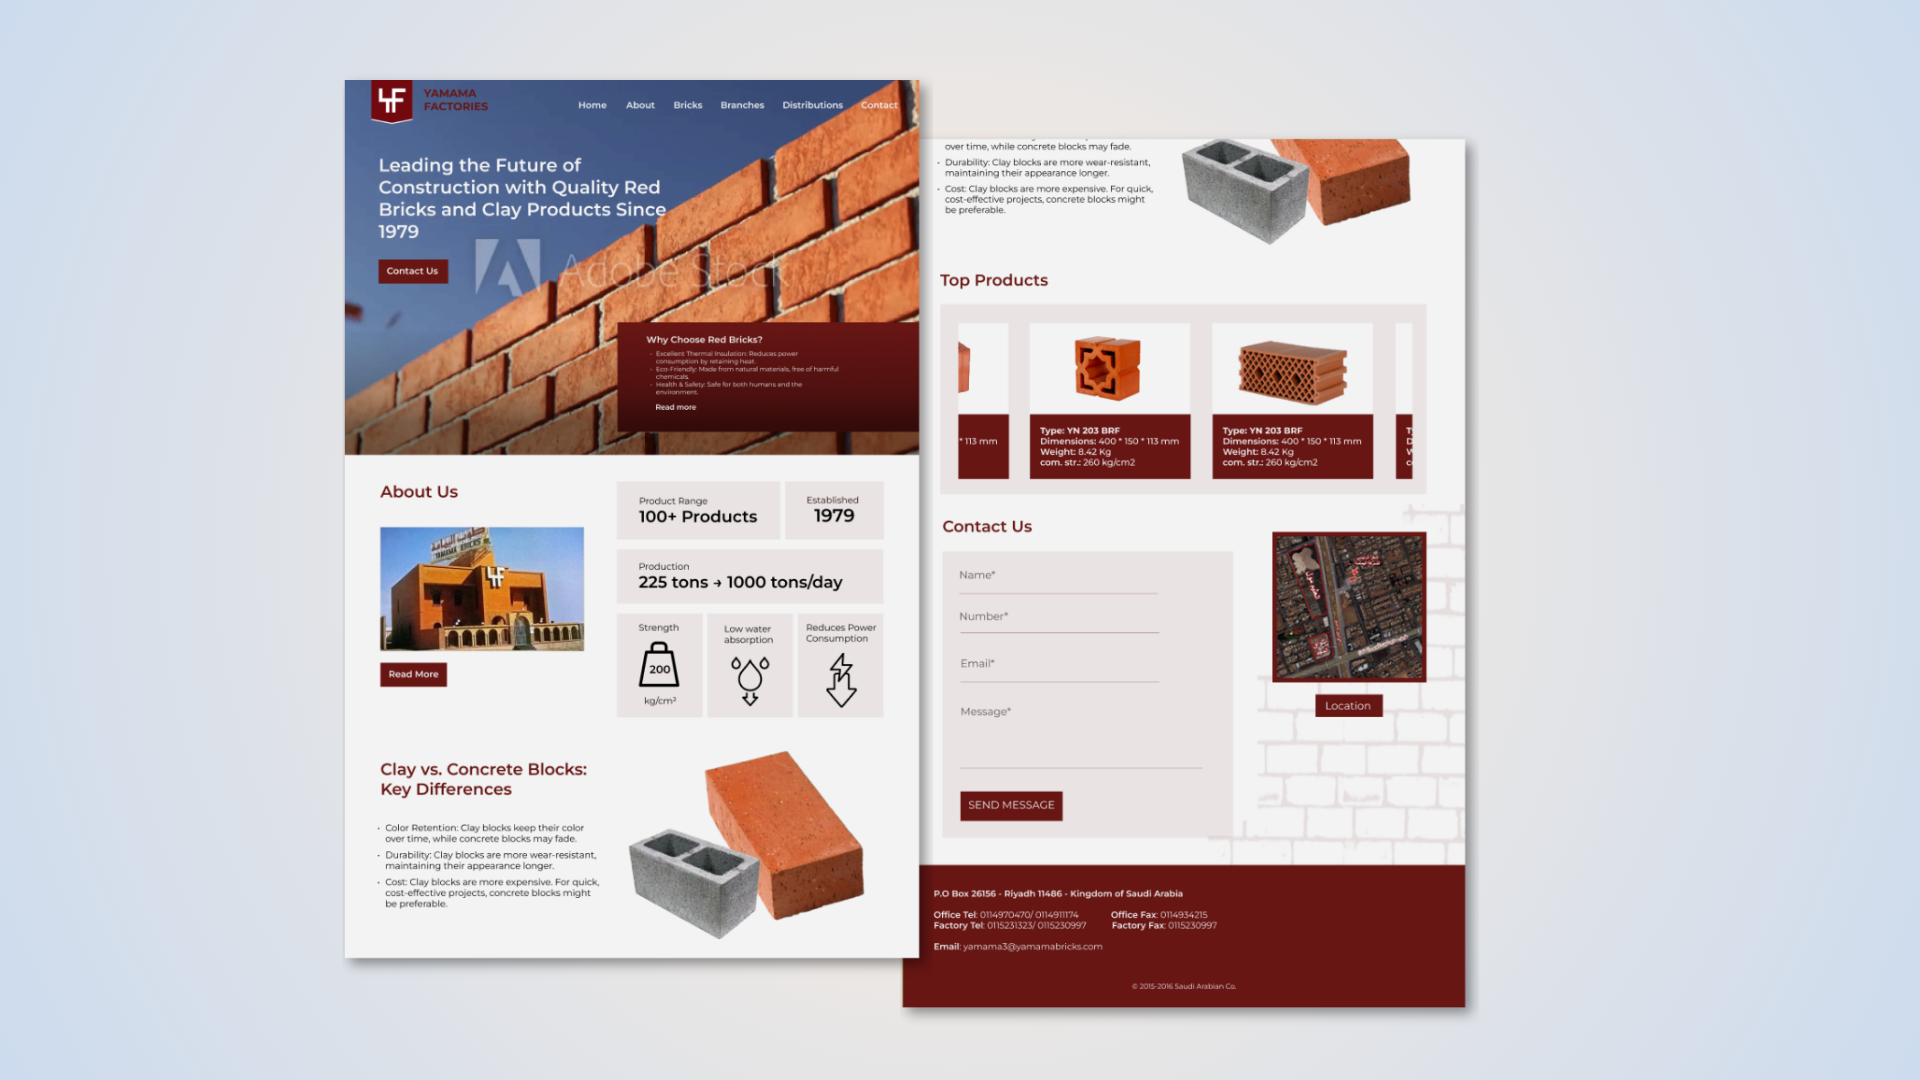 YAMAMA
FACTORIES
Home About Bricks Branches Distributions Contact
Leading the Future of
Construction with Quality Red
Bricks and Clay Products Since
1979
Contact Us
Adobe Stock
Why Choose Red Bricks?
- Excellent Thermal Insulation: Reduces power
consumption by retaining heat.
- Eco-Friendly: Made from natural materials, free of harmful
chemicals.
- Health & Safety: Safe for both humans and the
environment.
Read more
About Us
طوب اليمامة
YAMAMA BRICKS
Read More
Product Range
100+ Products
Established
1979
Production
225 tons → 1000 tons/day
Strength
200
kg/cm²
Low water
absorption
Reduces Power
Consumption
Clay vs. Concrete Blocks:
Key Differences
• Color Retention: Clay blocks keep their color
over time, while concrete blocks may fade.
• Durability: Clay blocks are more wear-resistant,
maintaining their appearance longer.
• Cost: Clay blocks are more expensive. For quick,
cost-effective projects, concrete blocks might
be preferable.
over time, while concrete blocks may fade.
• Durability: Clay blocks are more wear-resistant,
maintaining their appearance longer.
• Cost: Clay blocks are more expensive. For quick,
cost-effective projects, concrete blocks might
be preferable.
Top Products
* 113 mm
Type: YN 203 BRF
Dimensions: 400 * 150 * 113 mm
Weight: 8.42 Kg
com. str.: 260 kg/cm2
Type: YN 203 BRF
Dimensions: 400 * 150 * 113 mm
Weight: 8.42 Kg
com. str.: 260 kg/cm2
Contact Us
Name*
Number*
Email*
Message*
SEND MESSAGE
Location
P.O Box 26156 - Riyadh 11486 - Kingdom of Saudi Arabia
Office Tel: 0114970470/ 0114911174 Office Fax: 0114934215
Factory Tel: 0115231323/ 0115230997 Factory Fax: 0115230997
Email: yamama3@yamamabricks.com
© 2015-2016 Saudi Arabian Co.